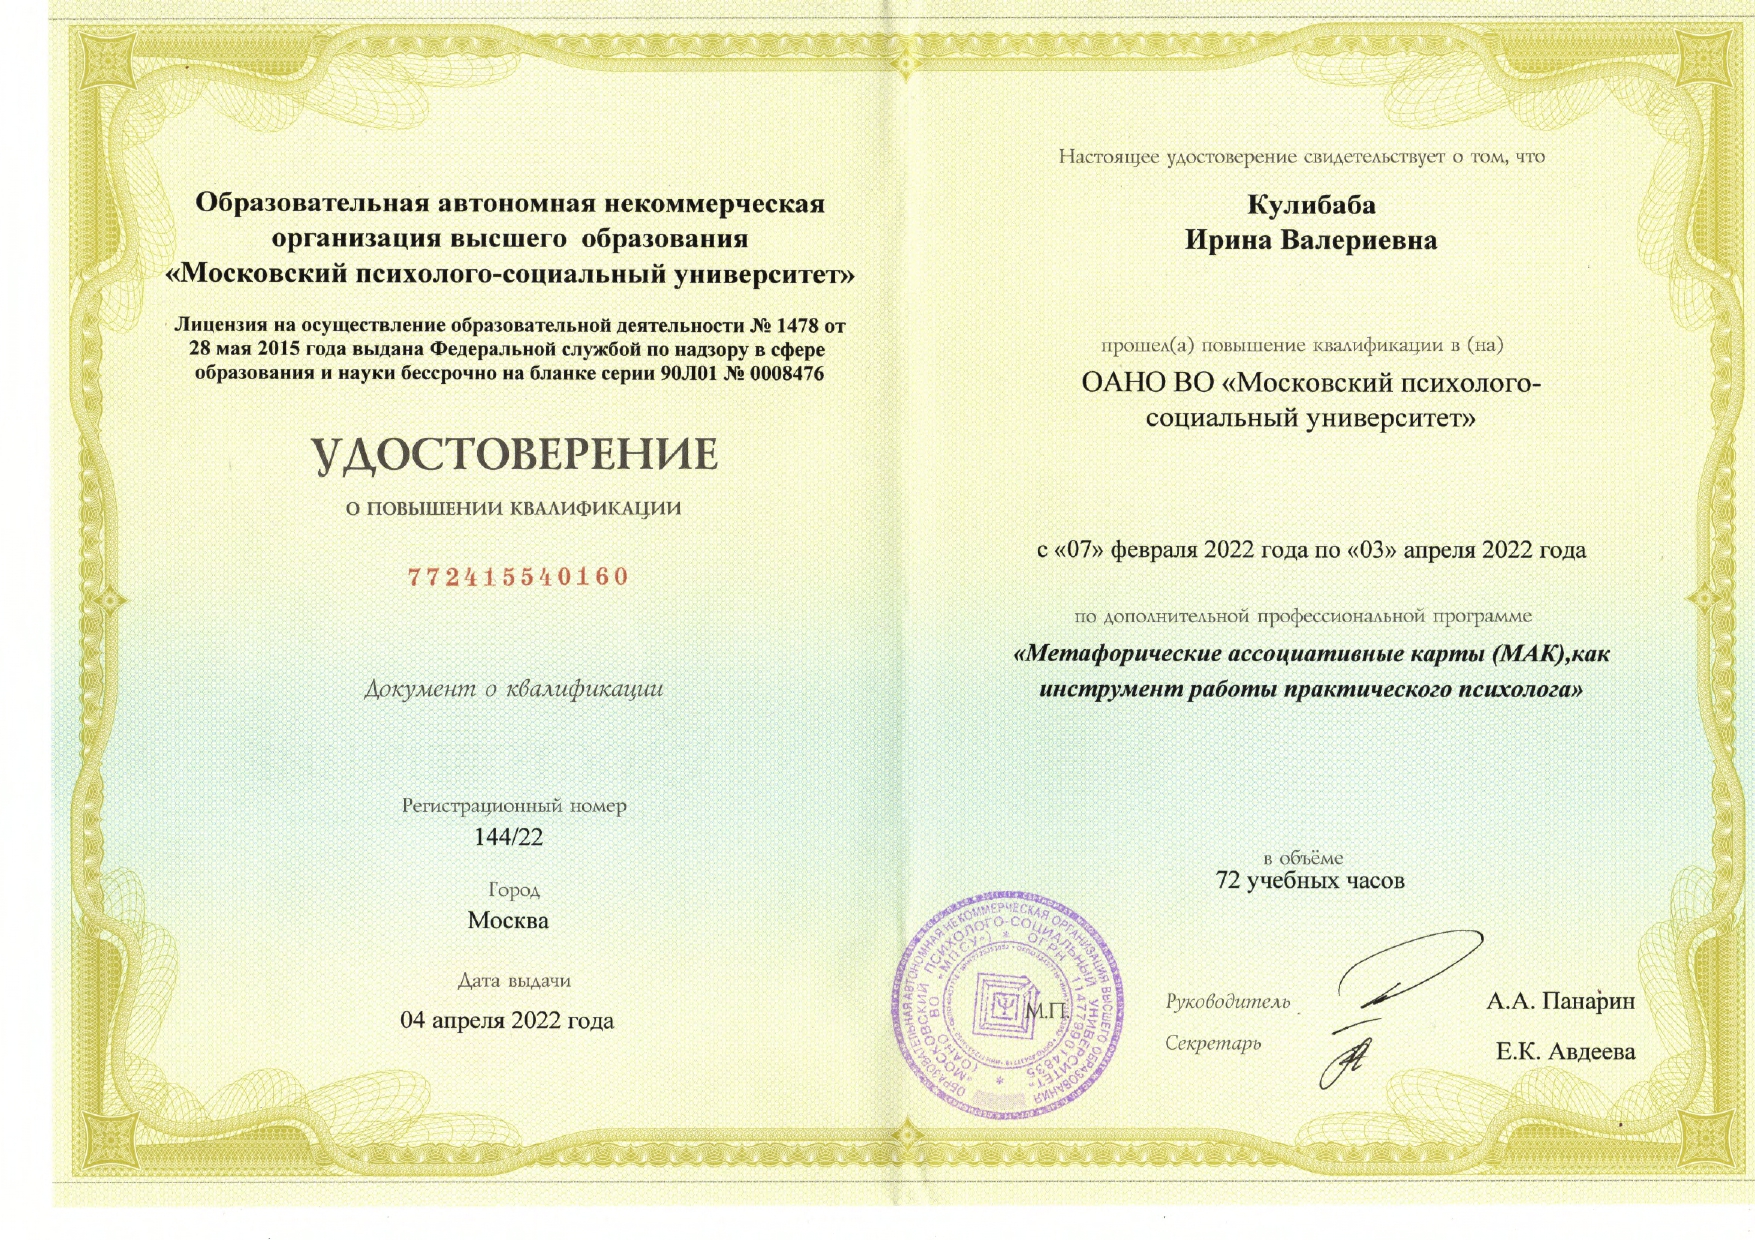 Образовательная автономная некоммерческая
организация высшего образования
«Московский психолого-социальный университет»
Лицензия на осуществление образовательной деятельности № 1478 от
28 мая 2015 года выдана Федеральной службой по надзору в сфере
образования и науки бессрочно на бланке серии 90Л01 № 0008476
УДОСТОВЕРЕНИЕ
О ПОВЫШЕНИИ КВАЛИФИКАЦИИ
772415540160
Документ о квалификации
Регистрационный номер
144/22
Город
Москва
Дата выдачи
04 апреля 2022 года
Настоящее удостоверение свидетельствует о том, что
Кулибаба
Ирина Валериевна
прошел(а) повышение квалификации в (на)
ОАНО ВО «Московский психолого-
социальный университет»
с «07» февраля 2022 года по «03» апреля 2022 года
по дополнительной профессиональной программе
«Метафорические ассоциативные карты (МАК),как
инструмент работы практического психолога»
в объёме
72 учебных часов
ОБРАЗОВАТЕЛЬНАЯ АВТОНОМНАЯ НЕКОММЕРЧЕСКАЯ ОРГАНИЗАЦИЯ ВЫСШЕГО ОБРАЗОВАНИЯ
"МОСКОВСКИЙ ПСИХОЛОГО-СОЦИАЛЬНЫЙ УНИВЕРСИТЕТ"
(ОАНО ВО "МПСУ") * ОГРН 1147799014835 *
М.П.
Руководитель
А.А. Панарин
Секретарь
Е.К. Авдеева